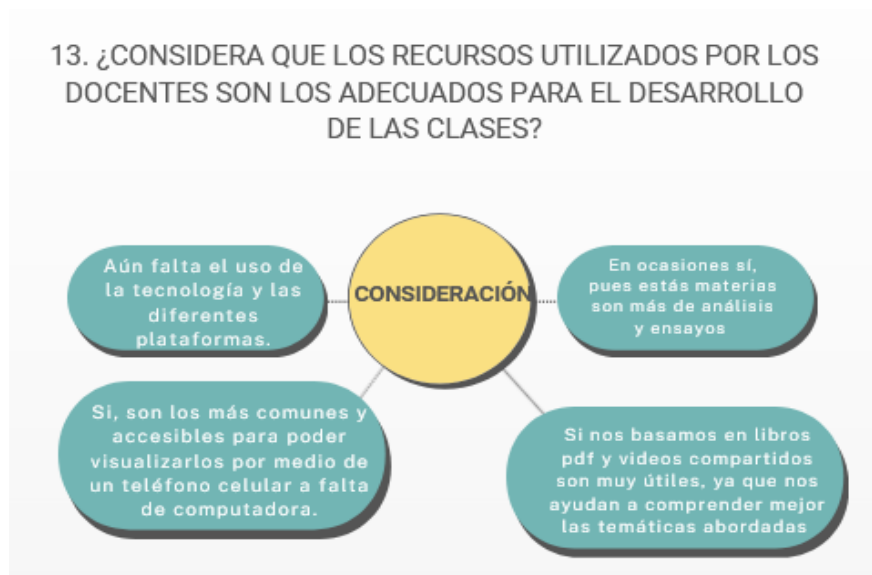 13. ¿CONSIDERA QUE LOS RECURSOS UTILIZADOS POR LOS
DOCENTES SON LOS ADECUADOS PARA EL DESARROLLO
DE LAS CLASES?
Aún falta el uso de
la tecnología y las
diferentes
plataformas.
CONSIDERACIÓN
En ocasiones sí,
pues estás materias
son más de análisis
y ensayos
Si, son los más comunes y
accesibles para poder
visualizarlos por medio de
un teléfono celular a falta
de computadora.
Si nos basamos en libros
pdf y videos compartidos
son muy útiles, ya que nos
ayudan a comprender mejor
las temáticas abordadas